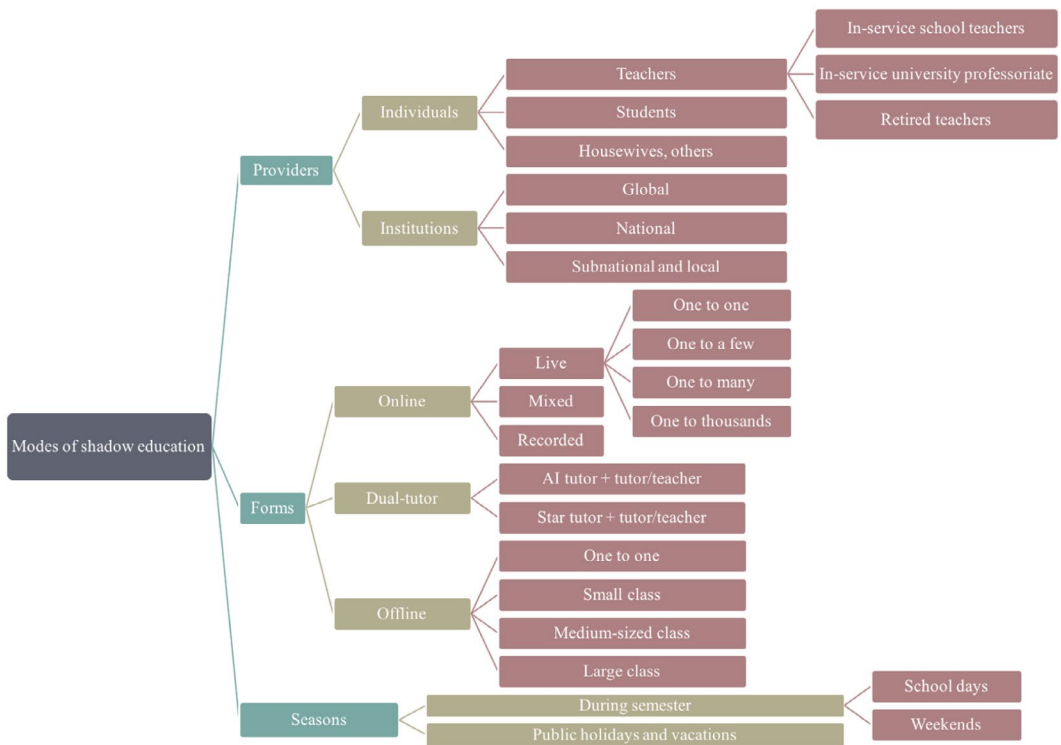 Modes of shadow education
Providers
Individuals
Teachers
In-service school teachers
In-service university professoriate
Retired teachers
Students
Housewives, others
Institutions
Global
National
Subnational and local
Forms
Online
Live
One to one
One to a few
One to many
One to thousands
Mixed
Recorded
Dual-tutor
AI tutor + tutor/teacher
Star tutor + tutor/teacher
Offline
One to one
Small class
Medium-sized class
Large class
Seasons
During semester
School days
Weekends
Public holidays and vacations